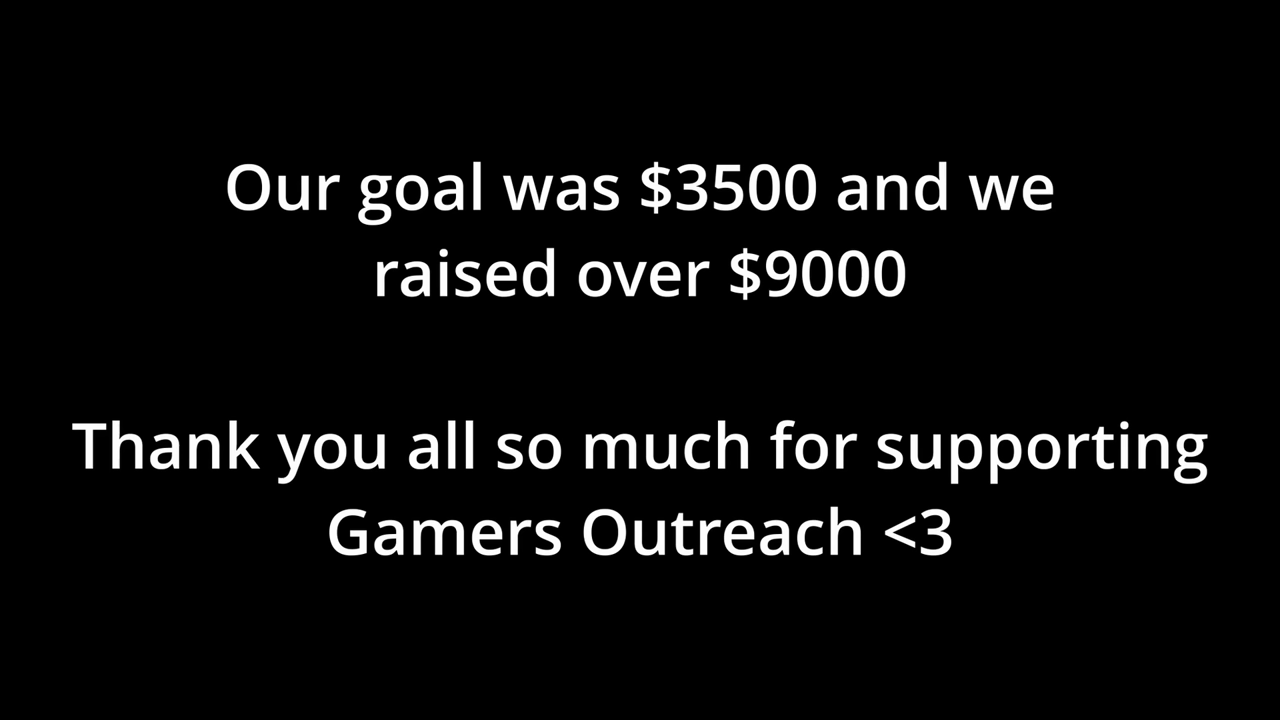 Our goal was $3500 and we
raised over $9000
Thank you all so much for supporting
Gamers Outreach <3